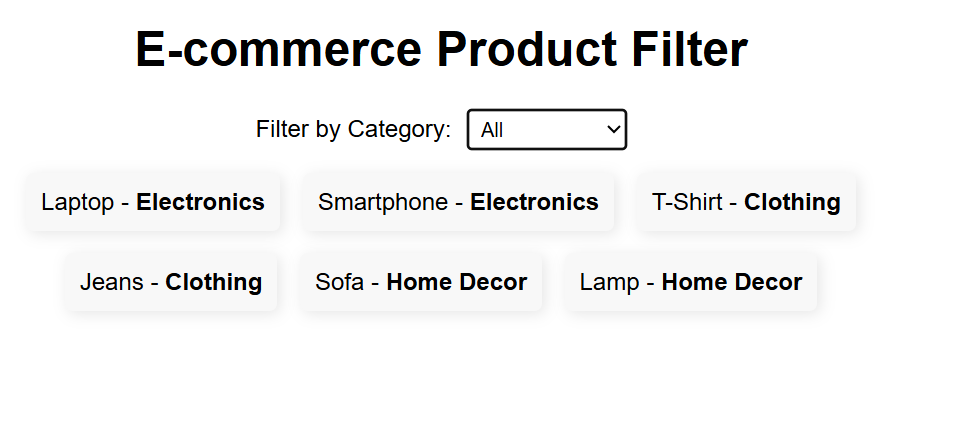 E-commerce Product Filter
Filter by Category: All
Laptop - Electronics Smartphone - Electronics T-Shirt - Clothing
Jeans - Clothing Sofa - Home Decor Lamp - Home Decor